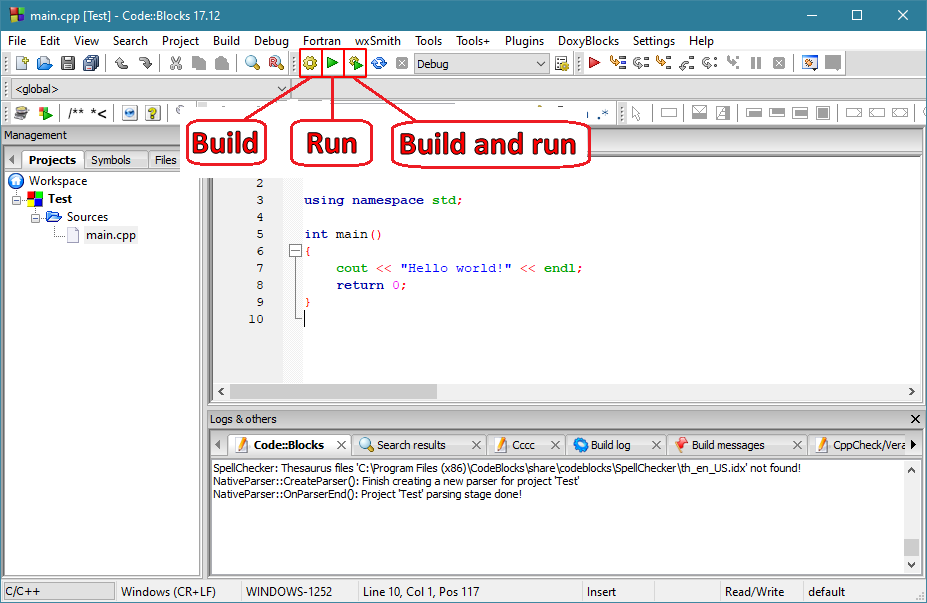 main.cpp [Test] - Code::Blocks 17.12
File Edit View Search Project Build Debug Fortran wxSmith Tools Tools+ Plugins DoxyBlocks Settings Help
Debug
<global>
/** *<
.*
Build Run Build and run
Management
Projects Symbols Files
Workspace
Test
Sources
main.cpp
2
3 using namespace std;
4
5 int main()
6 {
7 cout << "Hello world!" << endl;
8 return 0;
9 }
10
Logs & others
Code::Blocks Search results Cccc Build log Build messages CppCheck/Vera
SpellChecker: Thesaurus files 'C:\Program Files (x86)\CodeBlocks\share\codeblocks\SpellChecker\th_en_US.idx' not found!
NativeParser::CreateParser(): Finish creating a new parser for project 'Test'
NativeParser::OnParserEnd(): Project 'Test' parsing stage done!
C/C++ Windows (CR+LF) WINDOWS-1252 Line 10, Col 1, Pos 117 Insert Read/Write default